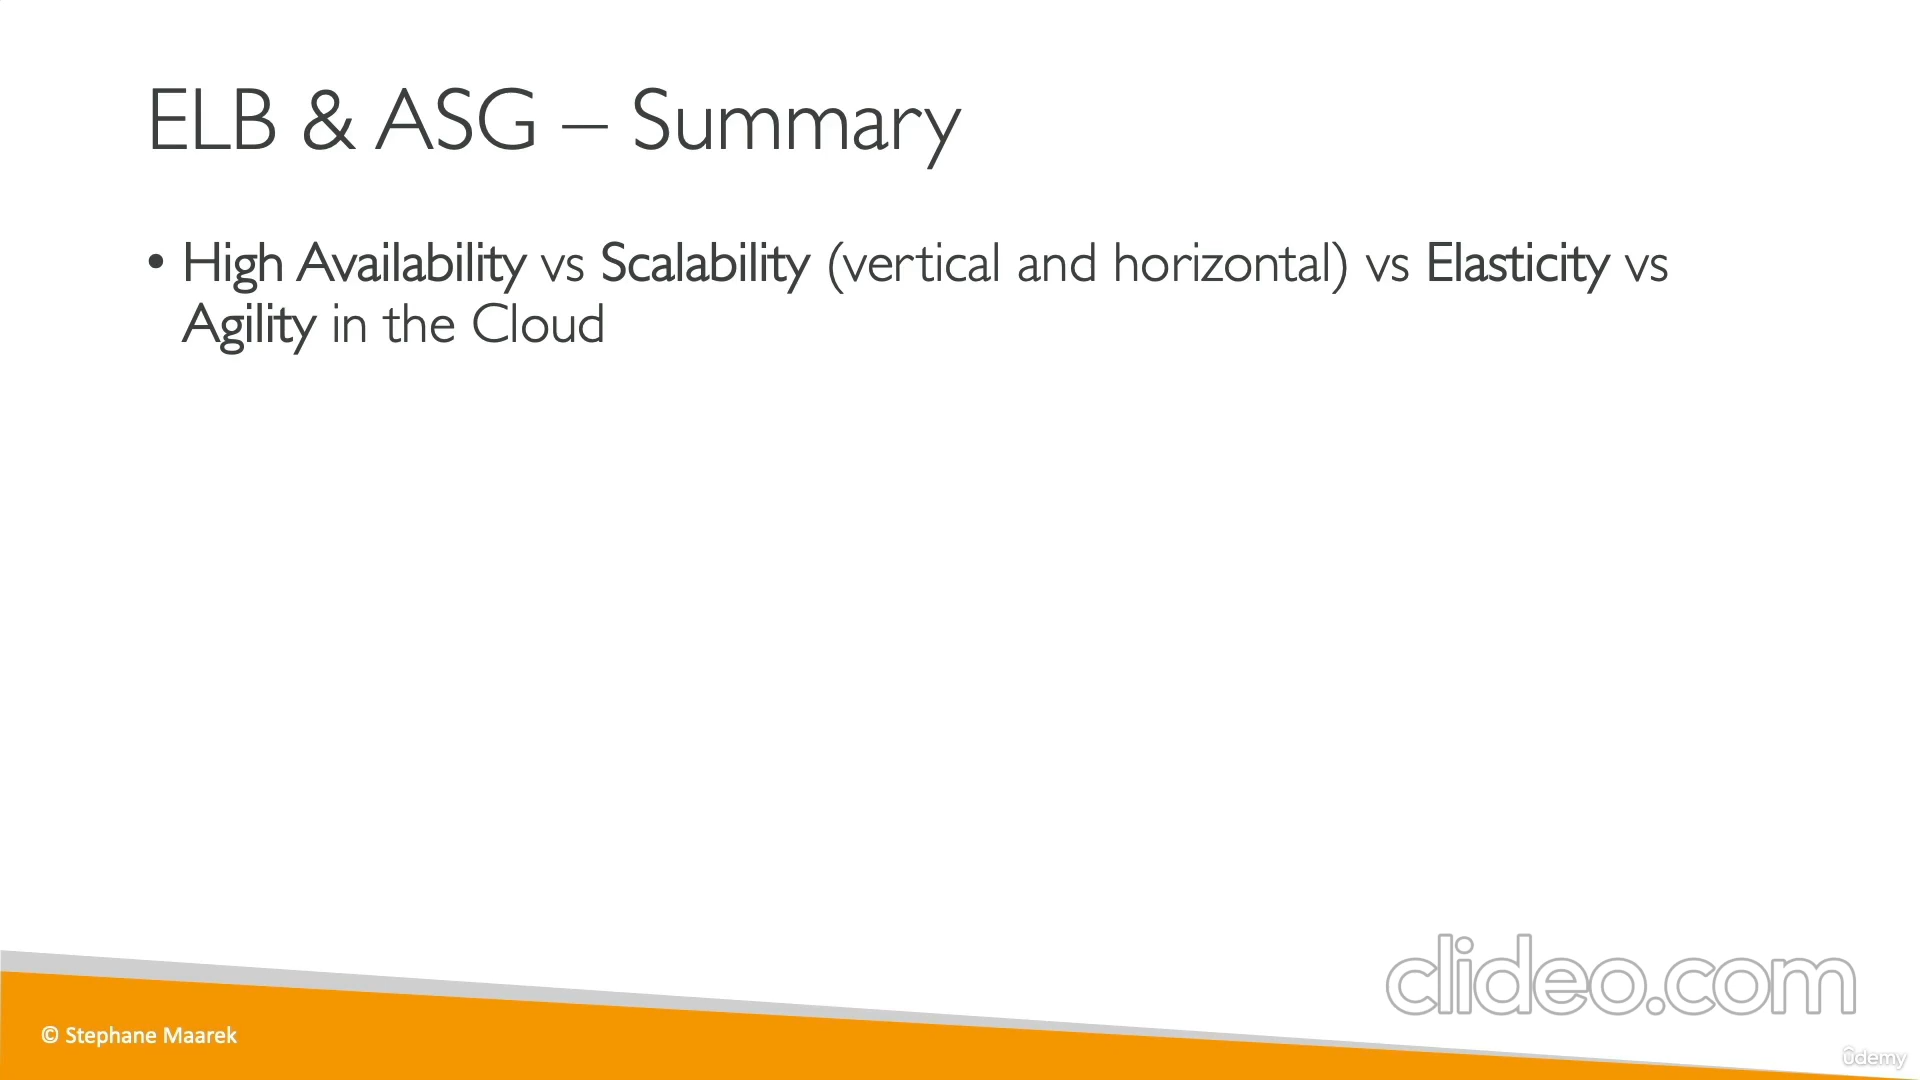 ELB & ASG – Summary
• High Availability vs Scalability (vertical and horizontal) vs Elasticity vs
Agility in the Cloud
clideo.com
© Stephane Maarek
ûdemy